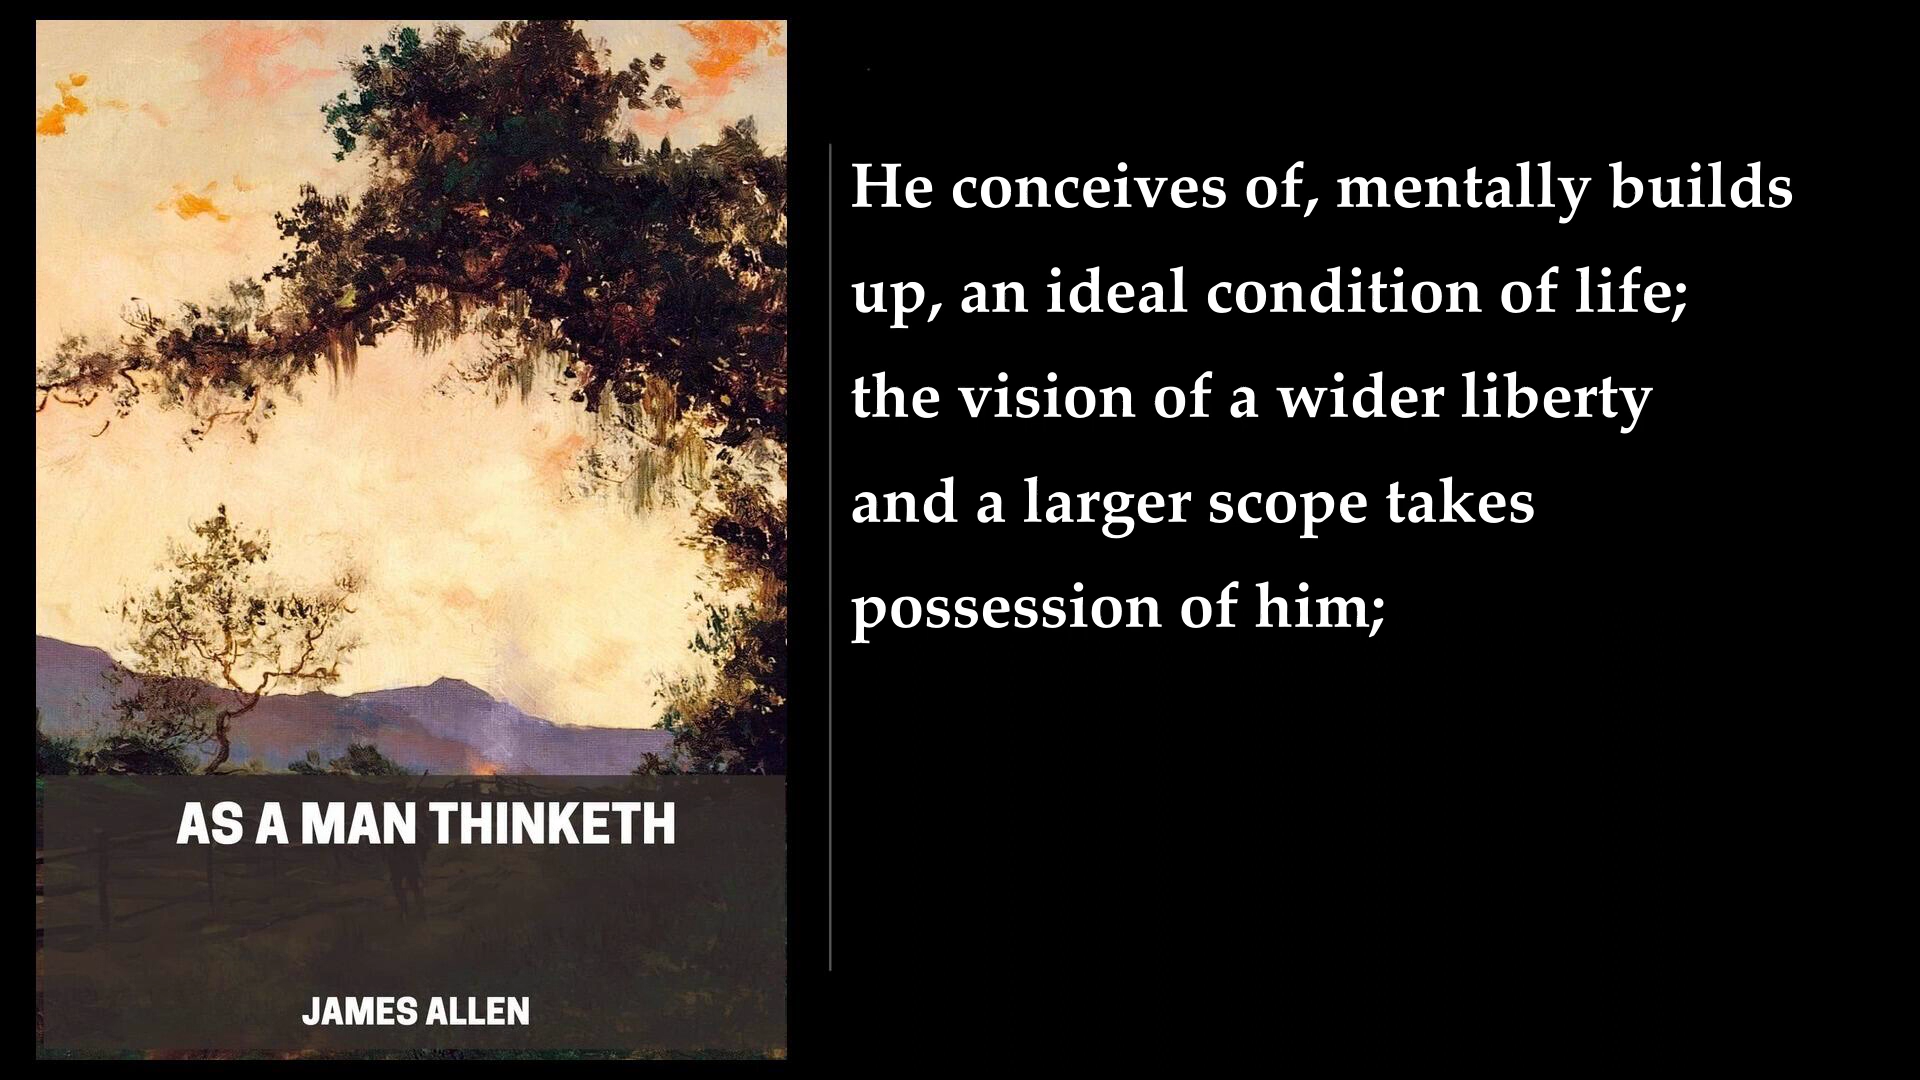 He conceives of, mentally builds
up, an ideal condition of life;
the vision of a wider liberty
and a larger scope takes
possession of him;
AS A MAN THINKETH
JAMES ALLEN